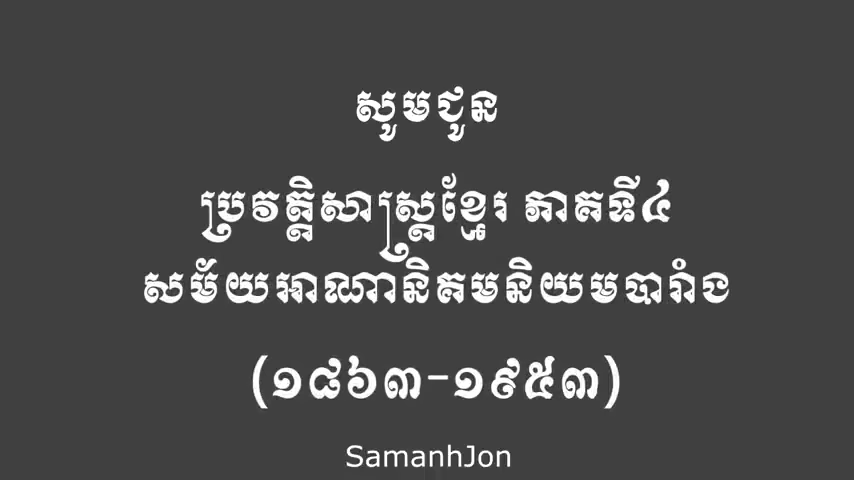 សូមជូន
ប្រវត្តិសាស្ត្រខ្មែរ ភាគទី៤
សម័យអាណានិគមនិយមបារាំង
(១៨៦៣-១៩៥៣)
SamanhJon